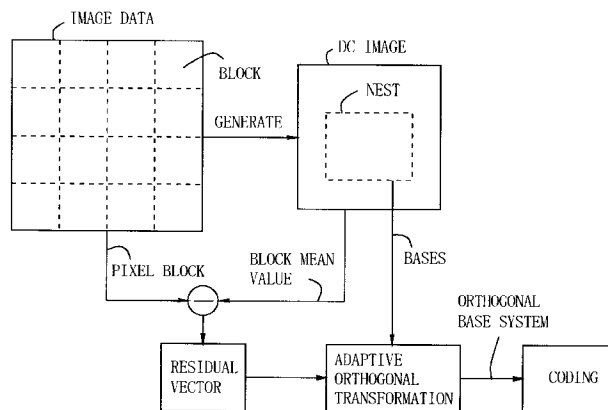 IMAGE DATA
DC IMAGE
BLOCK
NEST
GENERATE
PIXEL BLOCK
BLOCK MEAN
VALUE
BASES
ORTHOGONAL
BASE SYSTEM
RESIDUAL
VECTOR
ADAPTIVE
ORTHOGONAL
TRANSFORMATION
CODING